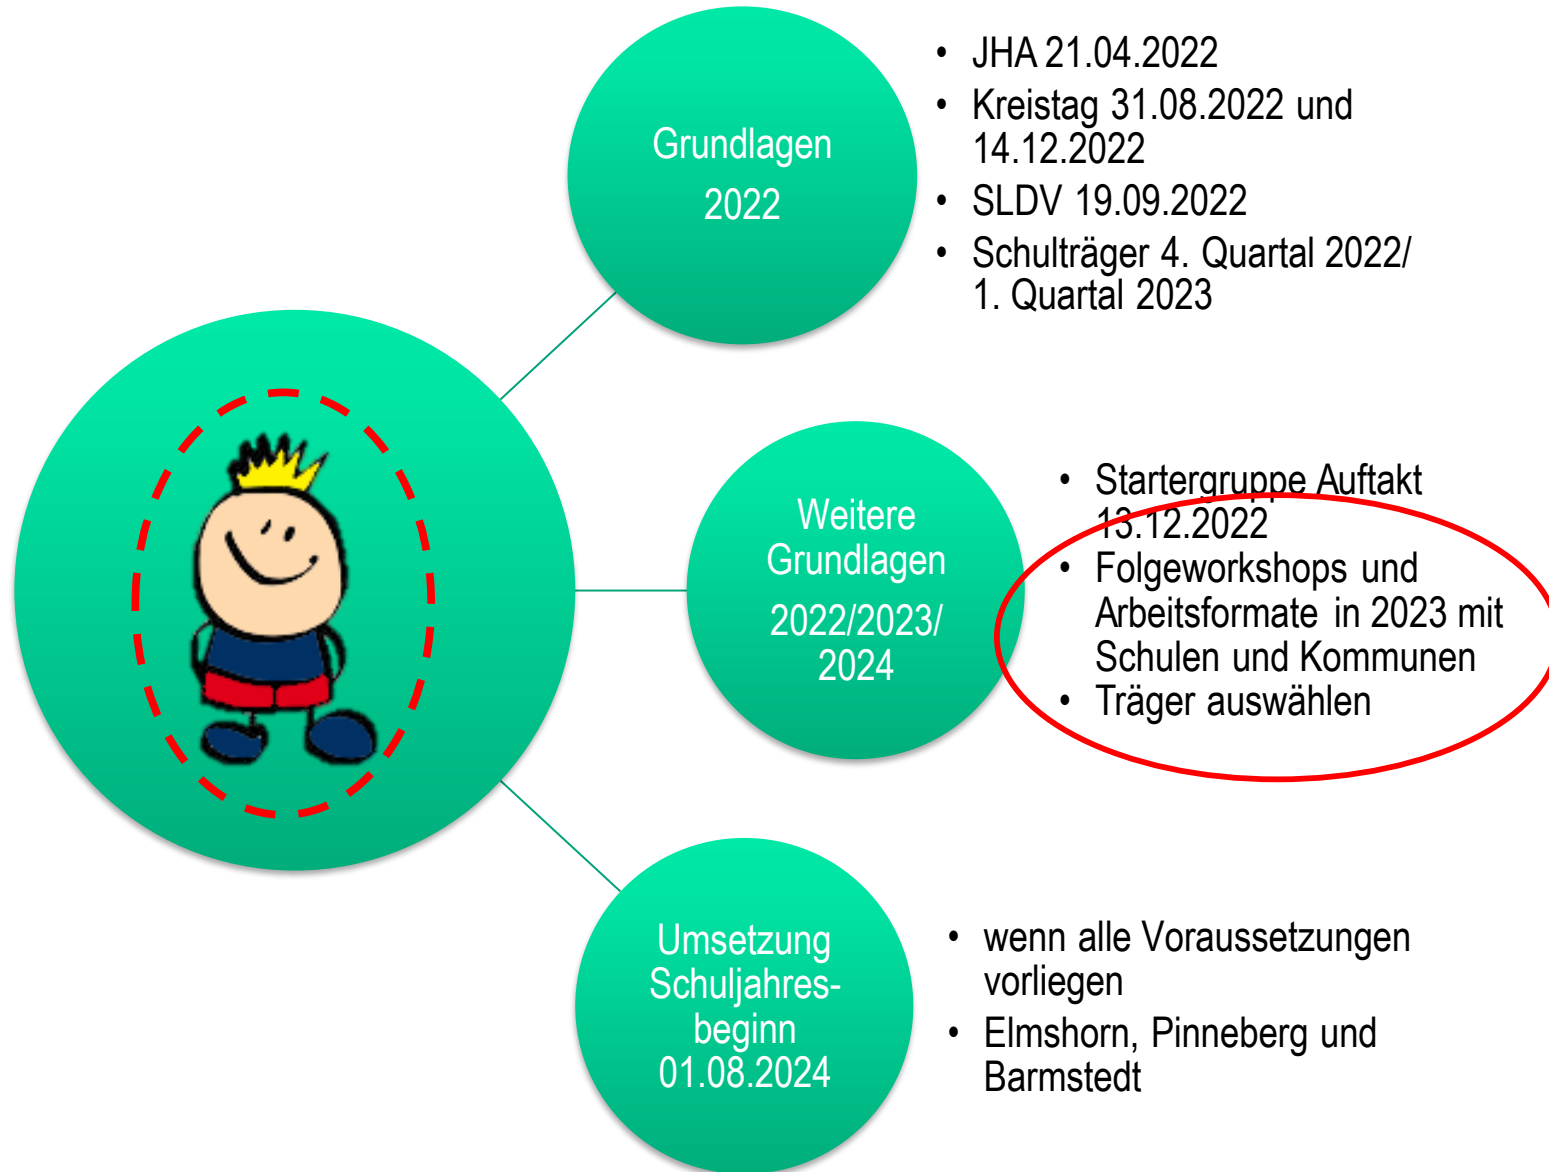 Grundlagen
2022
• JHA 21.04.2022
• Kreistag 31.08.2022 und
14.12.2022
• SLDV 19.09.2022
• Schulträger 4. Quartal 2022/
1. Quartal 2023
Weitere
Grundlagen
2022/2023/
2024
• Startergruppe Auftakt
13.12.2022
• Folgeworkshops und
Arbeitsformate in 2023 mit
Schulen und Kommunen
• Träger auswählen
Umsetzung
Schuljahres-
beginn
01.08.2024
• wenn alle Voraussetzungen
vorliegen
• Elmshorn, Pinneberg und
Barmstedt